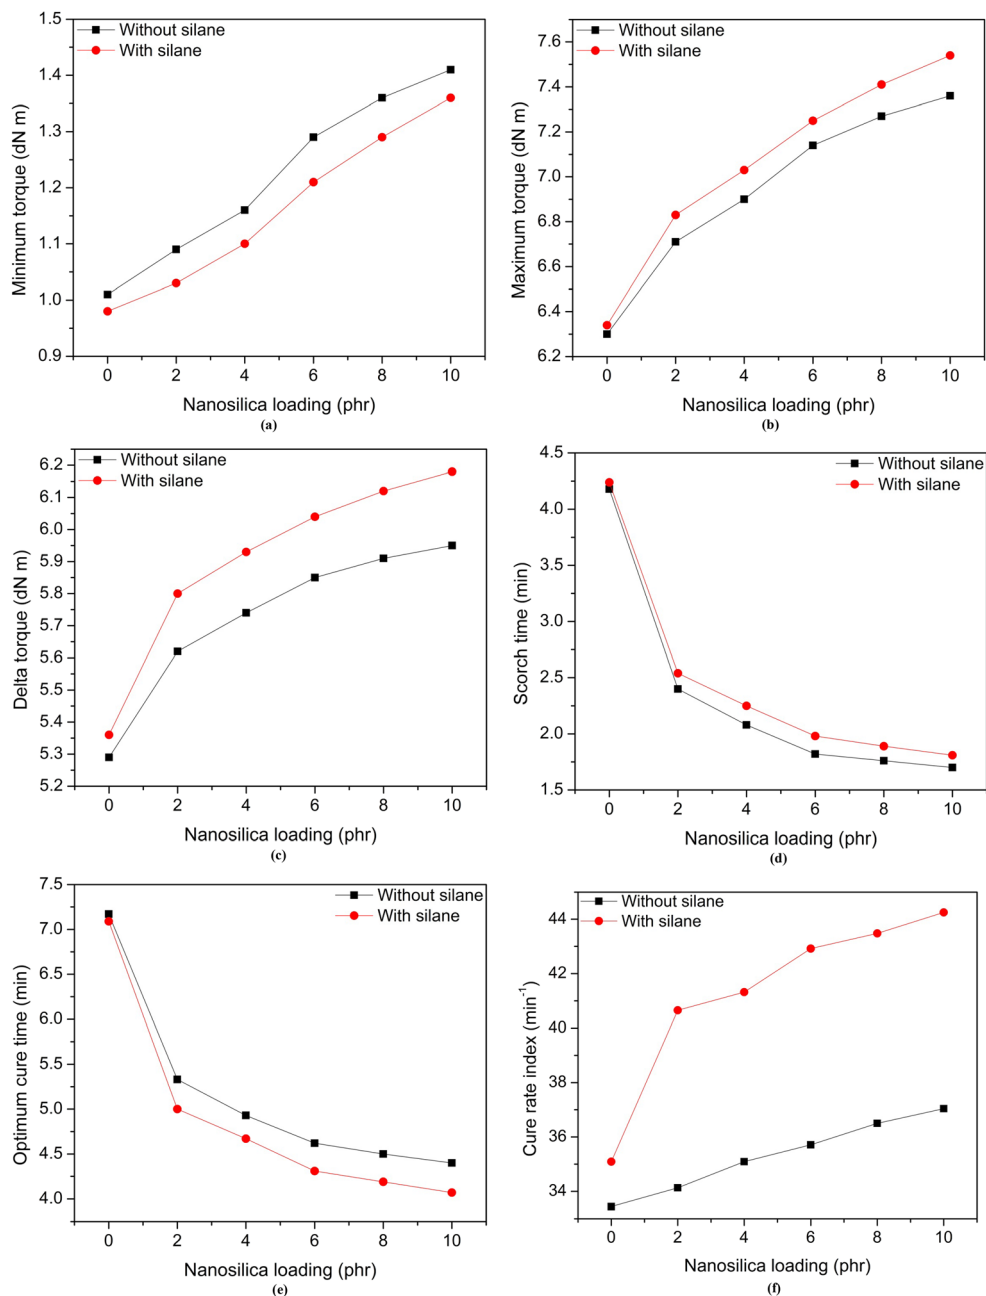 1.5
1.4
1.3
1.2
1.1
1.0
0.9
Minimum torque (dN m)
Without silane
With silane
0 2 4 6 8 10
Nanosilica loading (phr)
(a)
7.6
7.4
7.2
7.0
6.8
6.6
6.4
6.2
Maximum torque (dN m)
Without silane
With silane
0 2 4 6 8 10
Nanosilica loading (phr)
(b)
6.2
6.1
6.0
5.9
5.8
5.7
5.6
5.5
5.4
5.3
5.2
Delta torque (dN m)
Without silane
With silane
0 2 4 6 8 10
Nanosilica loading (phr)
(c)
4.5
4.0
3.5
3.0
2.5
2.0
1.5
Scorch time (min)
Without silane
With silane
0 2 4 6 8 10
Nanosilica loading (phr)
(d)
7.5
7.0
6.5
6.0
5.5
5.0
4.5
4.0
Optimum cure time (min)
Without silane
With silane
0 2 4 6 8 10
Nanosilica loading (phr)
(e)
44
42
40
38
36
34
Cure rate index (min⁻¹)
Without silane
With silane
0 2 4 6 8 10
Nanosilica loading (phr)
(f)